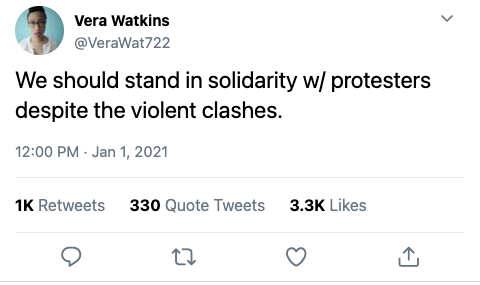 Vera Watkins
@VeraWat722
We should stand in solidarity w/ protesters
despite the violent clashes.
12:00 PM · Jan 1, 2021
1K Retweets 330 Quote Tweets 3.3K Likes